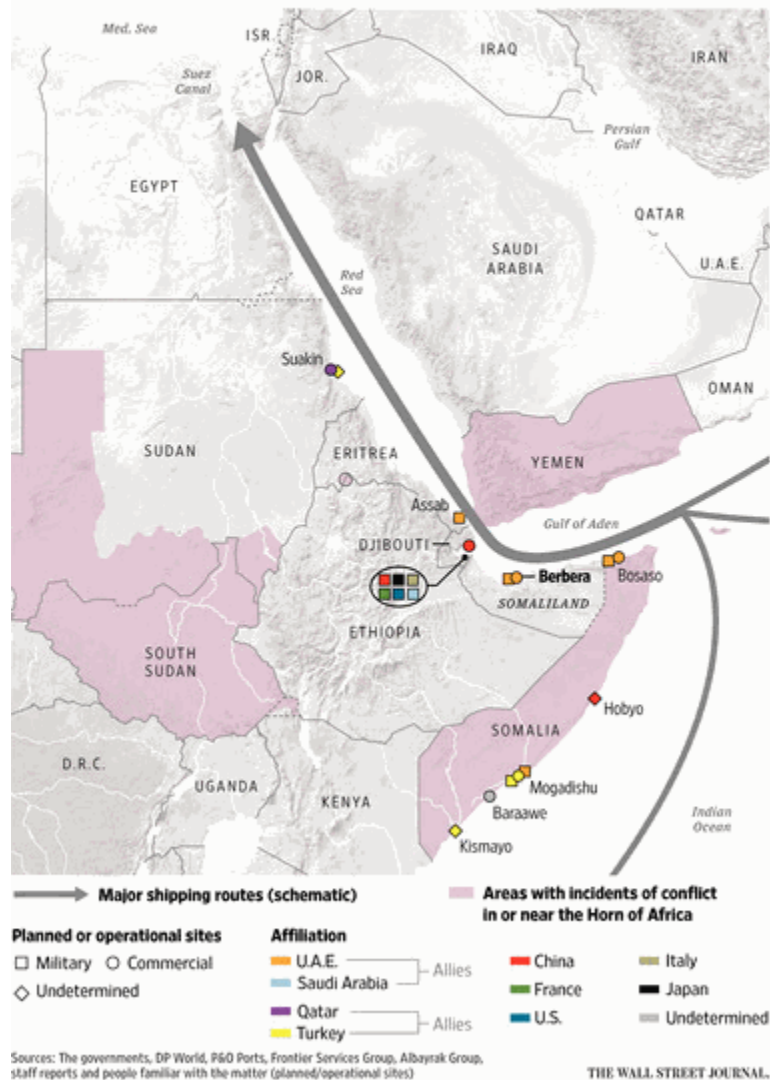 Med. Sea
ISR.
IRAQ
IRAN
Suez
Canal
JOR.
Persian
Gulf
EGYPT
QATAR
SAUDI
ARABIA
U.A.E.
Red
Sea
Suakin
OMAN
SUDAN
ERITREA
YEMEN
Assab
Gulf of Aden
DJIBOUTI
Berbera
Bosaso
SOMALILAND
ETHIOPIA
SOUTH
SUDAN
Hobyo
SOMALIA
D.R.C.
UGANDA
KENYA
Mogadishu
Baraawe
Indian
Ocean
Kismayo
Major shipping routes (schematic)
Areas with incidents of conflict
in or near the Horn of Africa
Planned or operational sites
Military
Commercial
Undetermined
Affiliation
U.A.E.
Saudi Arabia
Allies
Qatar
Turkey
Allies
China
France
U.S.
Italy
Japan
Undetermined
Sources: The governments, DP World, P&O Ports, Frontier Services Group, Albayrak Group,
staff reports and people familiar with the matter (planned/operational sites)
THE WALL STREET JOURNAL.